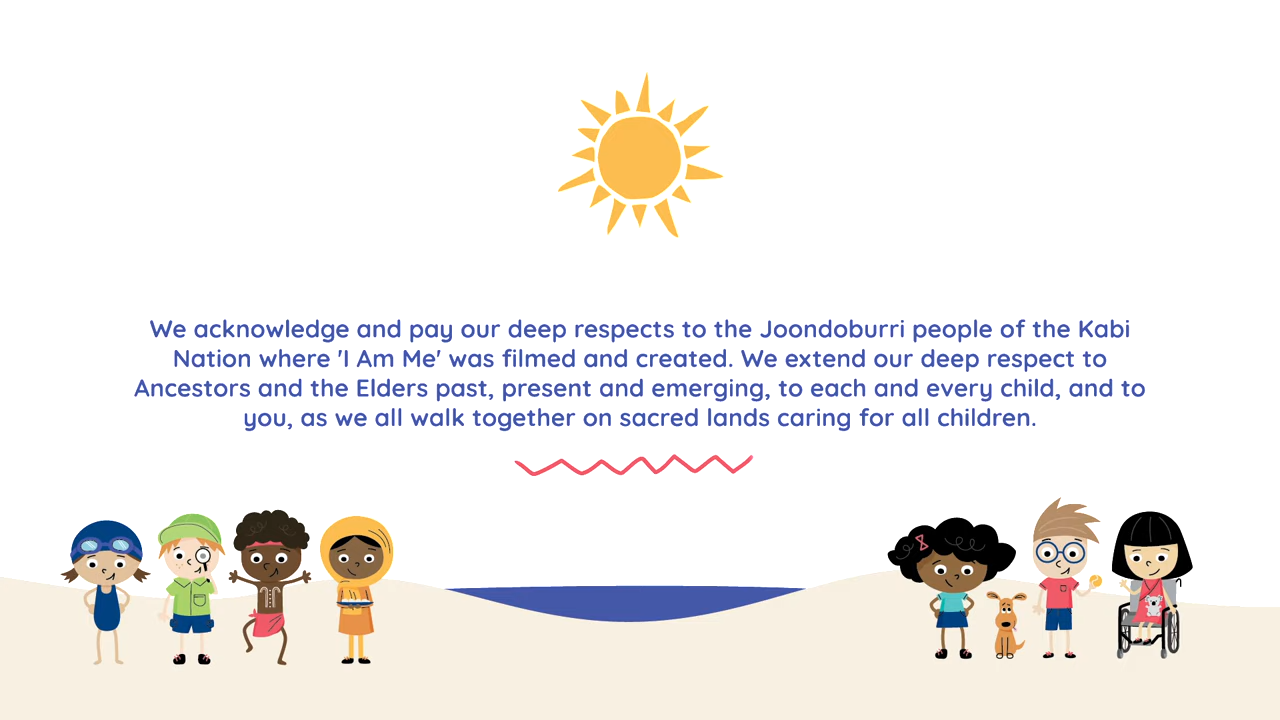 We acknowledge and pay our deep respects to the Joondoburri people of the Kabi
Nation where 'I Am Me' was filmed and created. We extend our deep respect to
Ancestors and the Elders past, present and emerging, to each and every child, and to
you, as we all walk together on sacred lands caring for all children.